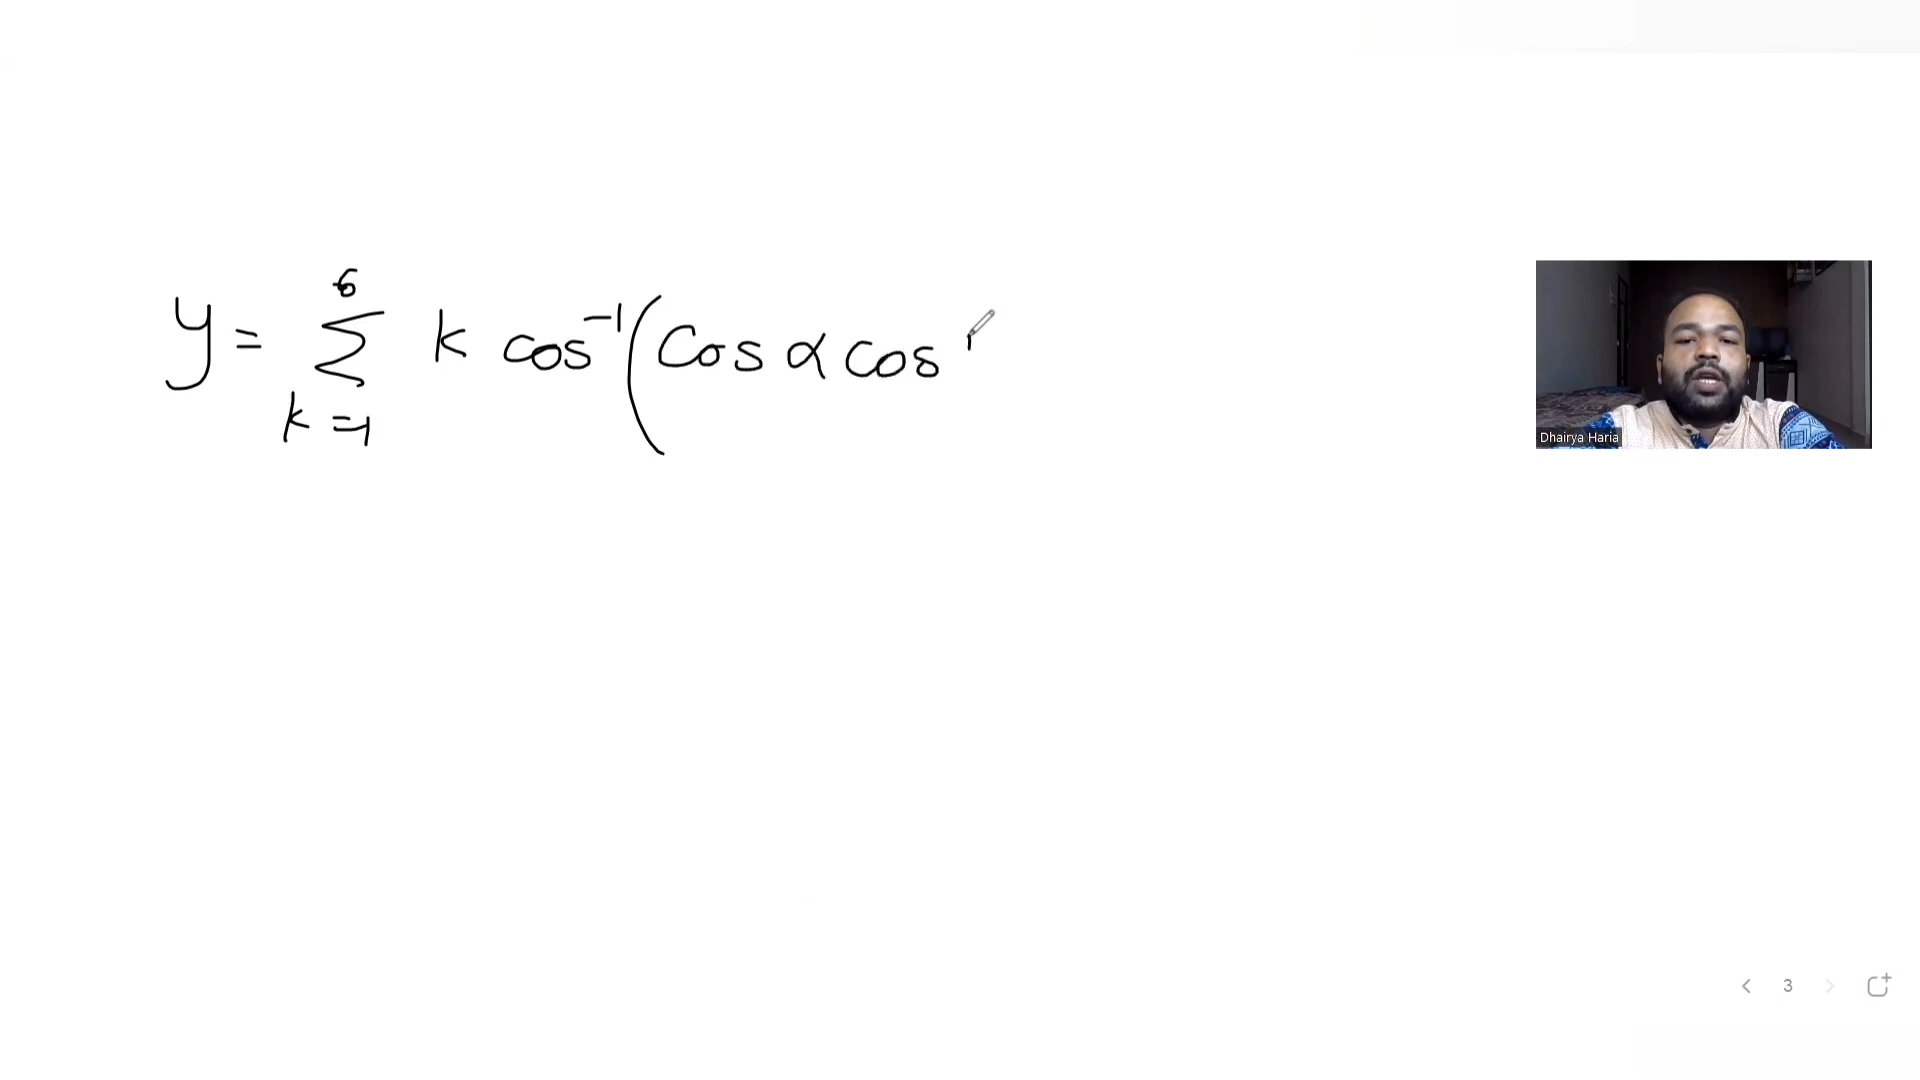 6
y = ∑ k cos⁻¹(Cos α cos
k = 1
Dhairya Haria
3